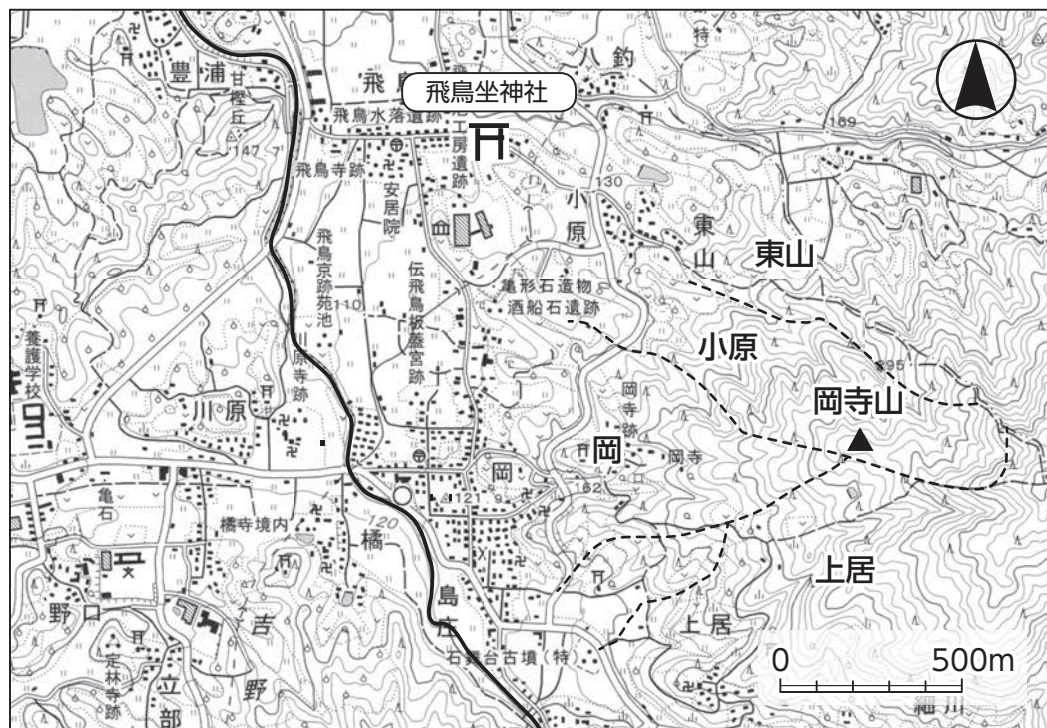 豊浦
甘樫丘
147
飛鳥坐神社
八釣
飛鳥水落遺跡
工房遺跡
飛鳥寺跡
安居院
189
130
小原
東山
東山
飛鳥京跡苑池
110
伝飛鳥板蓋宮跡
亀形石造物
酒船石遺跡
小原
395
岡寺山
養護学校
川原寺跡
川原
岡寺跡
岡
岡寺
岡
121
162
亀石
橘寺境内
120
橘
島庄
上居
上居
野口
吉野
石舞台古墳(特)
定林寺跡
立部
細川
0
500m